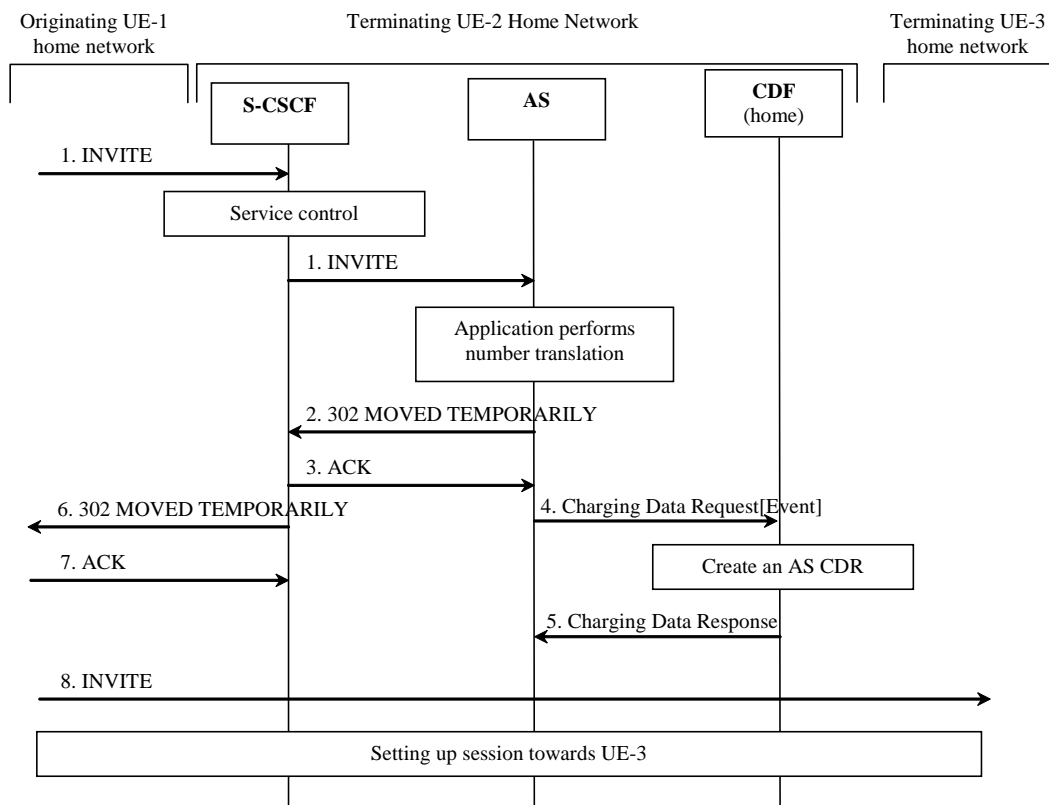 Originating UE-1
home network
Terminating UE-2 Home Network
Terminating UE-3
home network
S-CSCF
AS
CDF
(home)
1. INVITE
Service control
1. INVITE
Application performs
number translation
2. 302 MOVED TEMPORARILY
3. ACK
6. 302 MOVED TEMPORARILY
4. Charging Data Request[Event]
7. ACK
Create an AS CDR
5. Charging Data Response
8. INVITE
Setting up session towards UE-3